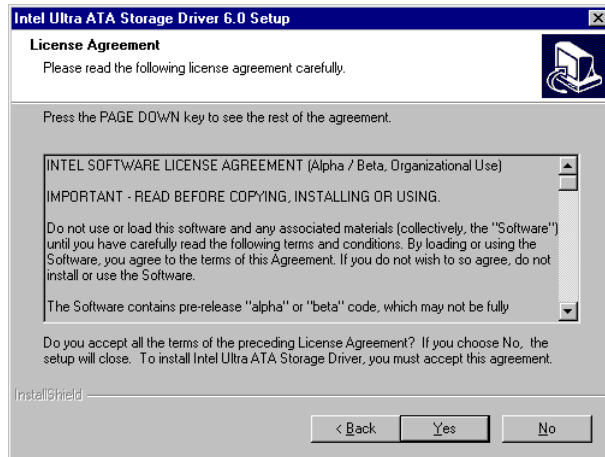 Intel Ultra ATA Storage Driver 6.0 Setup
License Agreement
Please read the following license agreement carefully.
Press the PAGE DOWN key to see the rest of the agreement.
INTEL SOFTWARE LICENSE AGREEMENT (Alpha / Beta, Organizational Use)
IMPORTANT - READ BEFORE COPYING, INSTALLING OR USING.
Do not use or load this software and any associated materials (collectively, the "Software")
until you have carefully read the following terms and conditions. By loading or using the
Software, you agree to the terms of this Agreement. If you do not wish to so agree, do not
install or use the Software.
The Software contains pre-release "alpha" or "beta" code, which may not be fully
Do you accept all the terms of the preceding License Agreement? If you choose No, the
setup will close. To install Intel Ultra ATA Storage Driver, you must accept this agreement.
InstallShield
< Back
Yes
No